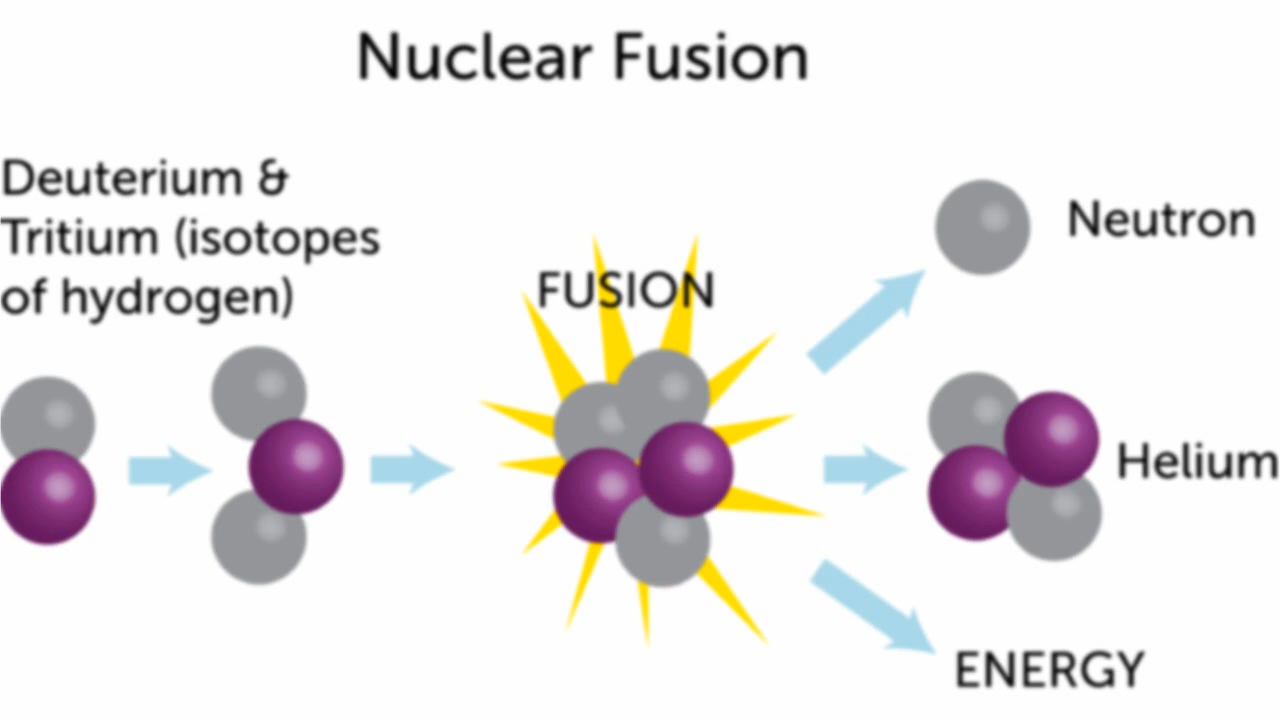 Nuclear Fusion
Deuterium &
Tritium (isotopes
of hydrogen)
FUSION
Neutron
Helium
ENERGY